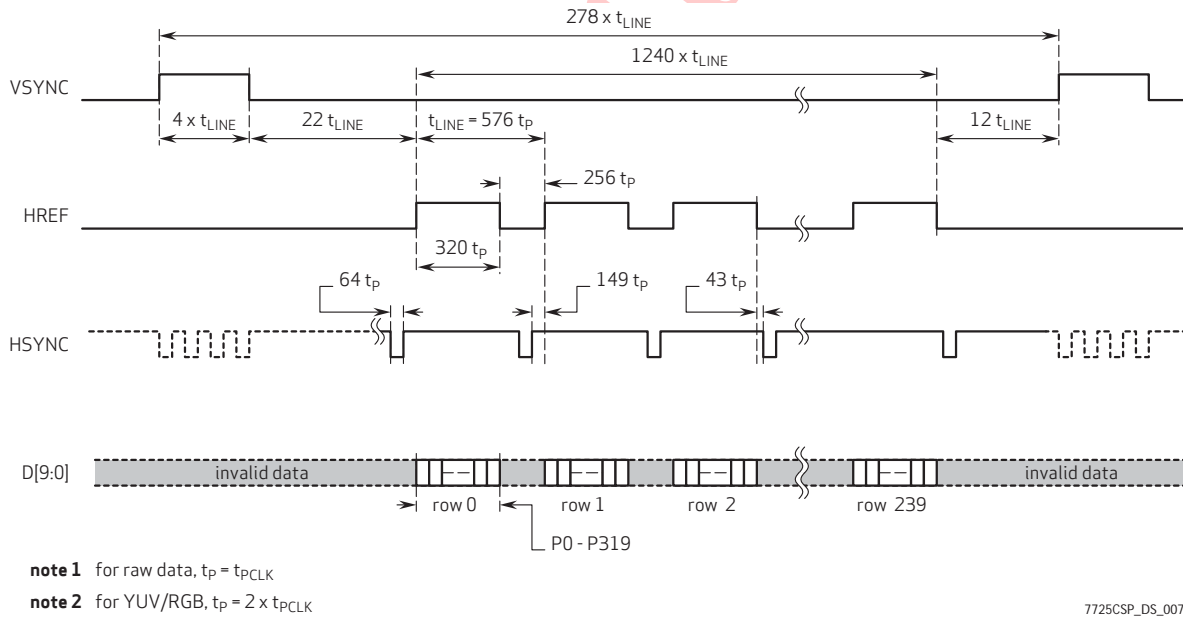 278 x tLINE
1240 x tLINE
VSYNC
4 x tLINE
22 tLINE
tLINE = 576 tP
12 tLINE
256 tP
HREF
320 tP
64 tP
149 tP
43 tP
HSYNC
D[9:0]
invalid data
invalid data
row 0
row 1
row 2
row 239
P0 - P319
note 1 for raw data, tP = tPCLK
note 2 for YUV/RGB, tP = 2 x tPCLK
7725CSP_DS_007